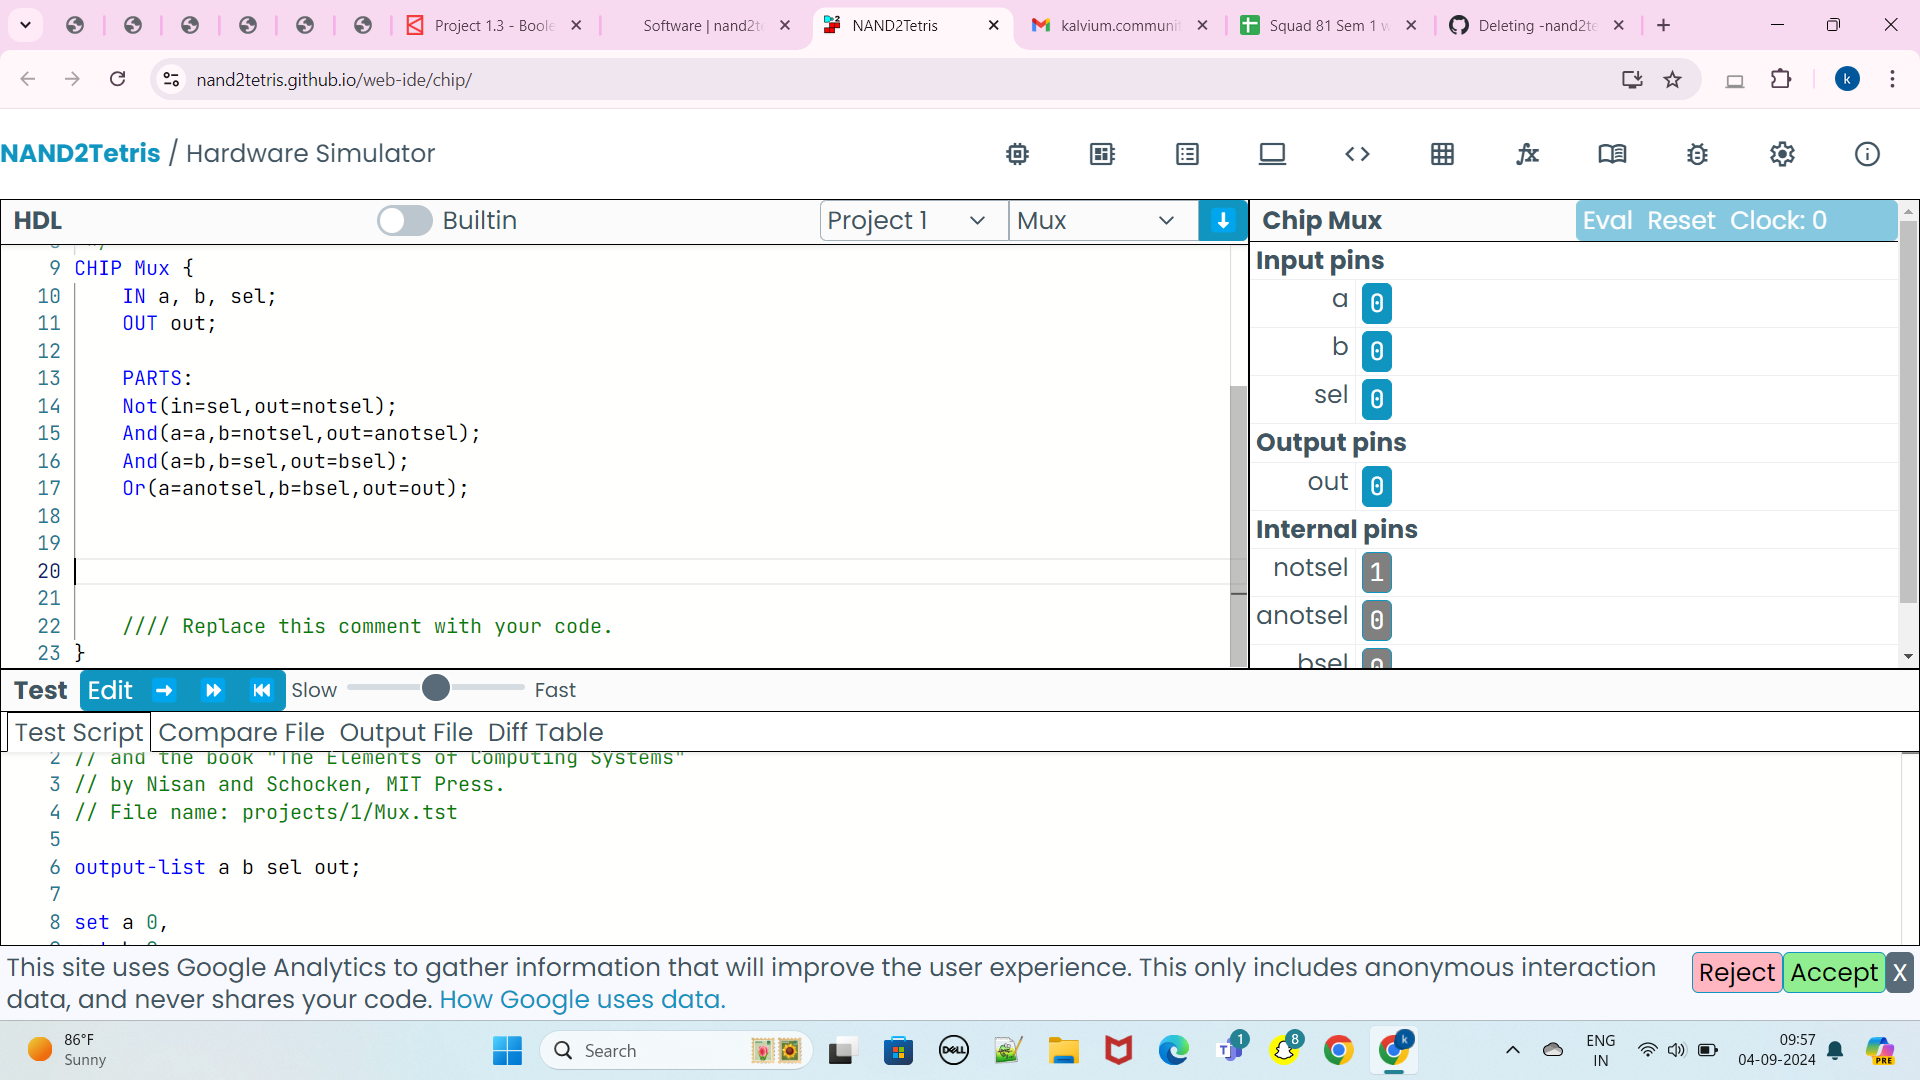 Project 1.3 - Boole
Software | nand2te
NAND2Tetris
kalvium.communit
Squad 81 Sem 1 w
Deleting -nand2te
nand2tetris.github.io/web-ide/chip/
k
NAND2Tetris / Hardware Simulator
HDL
Builtin
Project 1
Mux
Chip Mux
Eval Reset Clock: 0
9 CHIP Mux {
10 IN a, b, sel;
11 OUT out;
12
13 PARTS:
14 Not(in=sel,out=notsel);
15 And(a=a,b=notsel,out=anotsel);
16 And(a=b,b=sel,out=bsel);
17 Or(a=anotsel,b=bsel,out=out);
18
19
20
21
22 //// Replace this comment with your code.
23 }
Input pins
a 0
b 0
sel 0
Output pins
out 0
Internal pins
notsel 1
anotsel 0
bsel 0
Test Edit Slow Fast
Test Script Compare File Output File Diff Table
2 // and the book "The Elements of Computing Systems"
3 // by Nisan and Schocken, MIT Press.
4 // File name: projects/1/Mux.tst
5
6 output-list a b sel out;
7
8 set a 0,
This site uses Google Analytics to gather information that will improve the user experience. This only includes anonymous interaction
data, and never shares your code. How Google uses data.
Reject Accept X
86°F
Sunny
Search
DELL
1
8
k
ENG
IN
09:57
04-09-2024
PRE